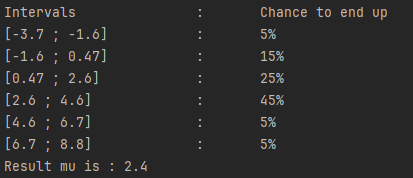 Intervals : Chance to end up
[-3.7 ; -1.6] : 5%
[-1.6 ; 0.47] : 15%
[0.47 ; 2.6] : 25%
[2.6 ; 4.6] : 45%
[4.6 ; 6.7] : 5%
[6.7 ; 8.8] : 5%
Result mu is : 2.4